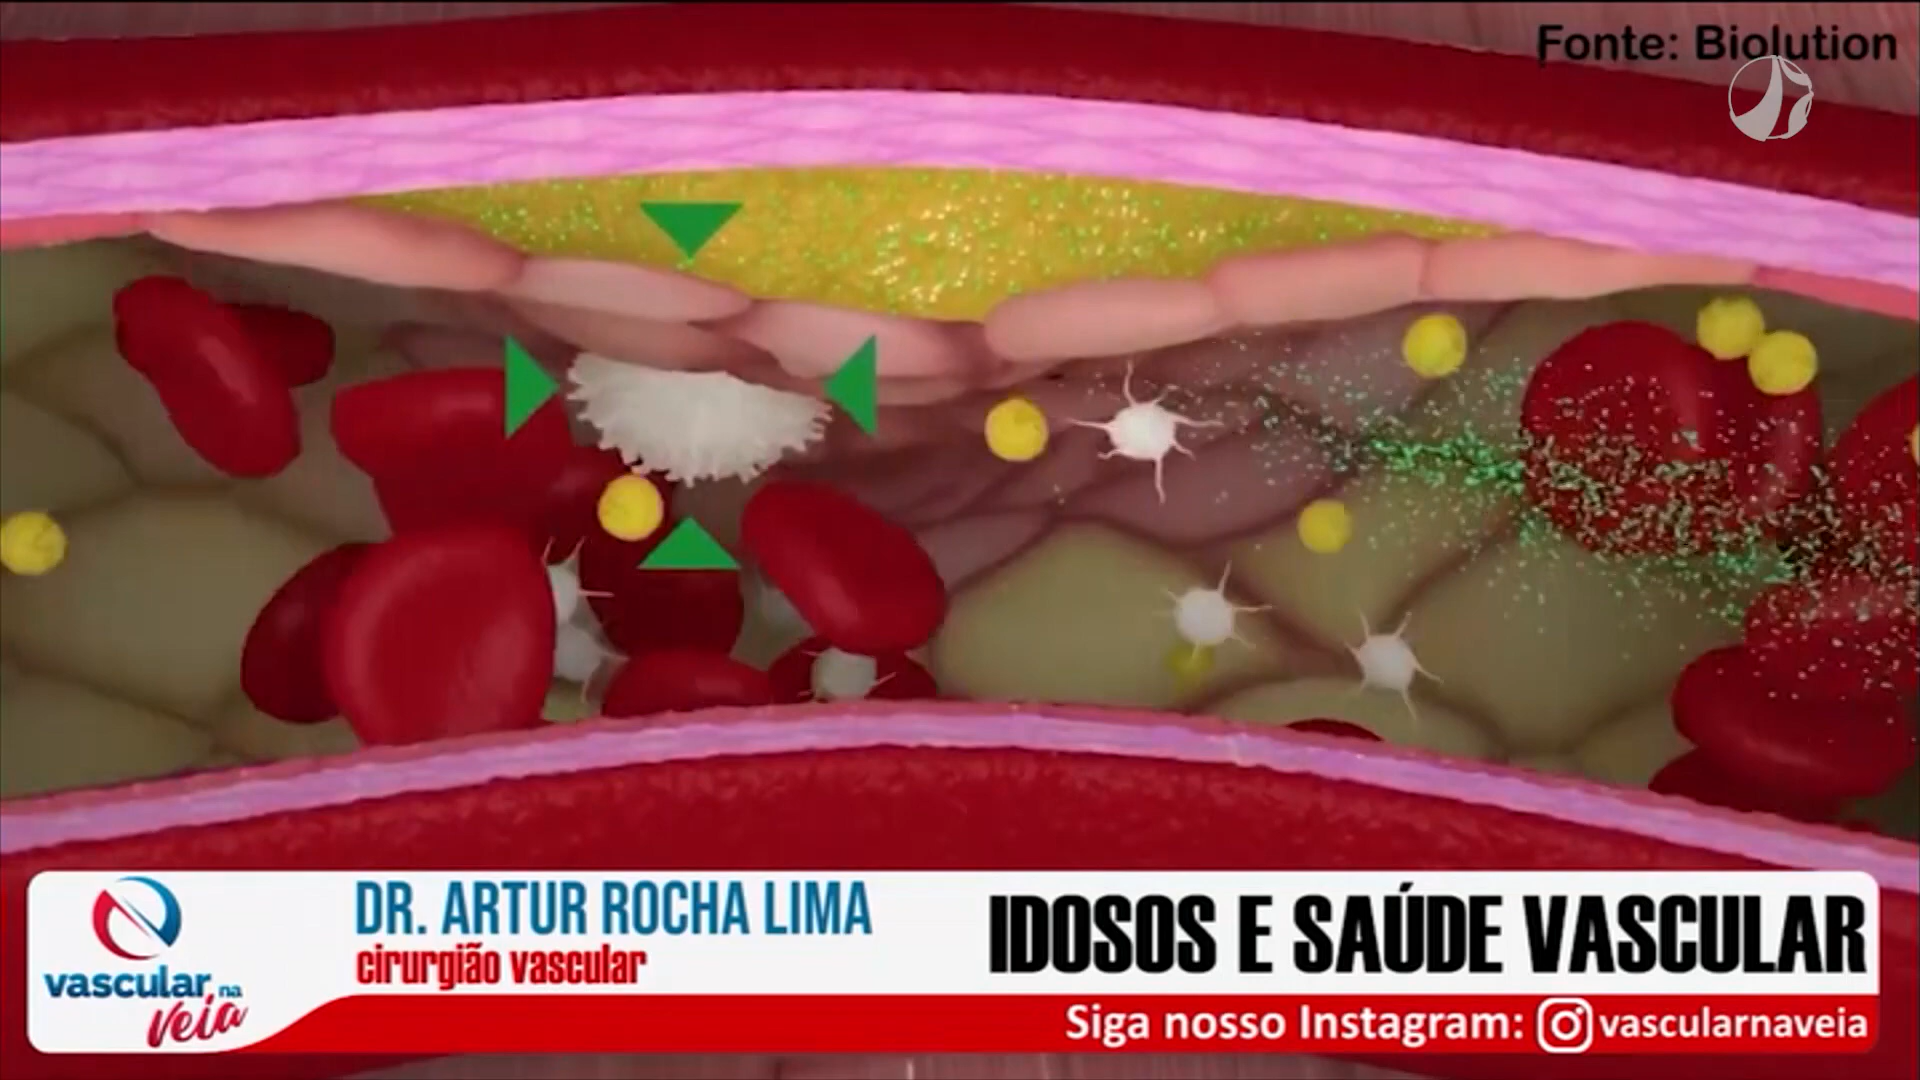 Fonte: Biolution
DR. ARTUR ROCHA LIMA
cirurgião vascular
IDOSOS E SAÚDE VASCULAR
vascular na
veia
Siga nosso Instagram: vascularnaveia